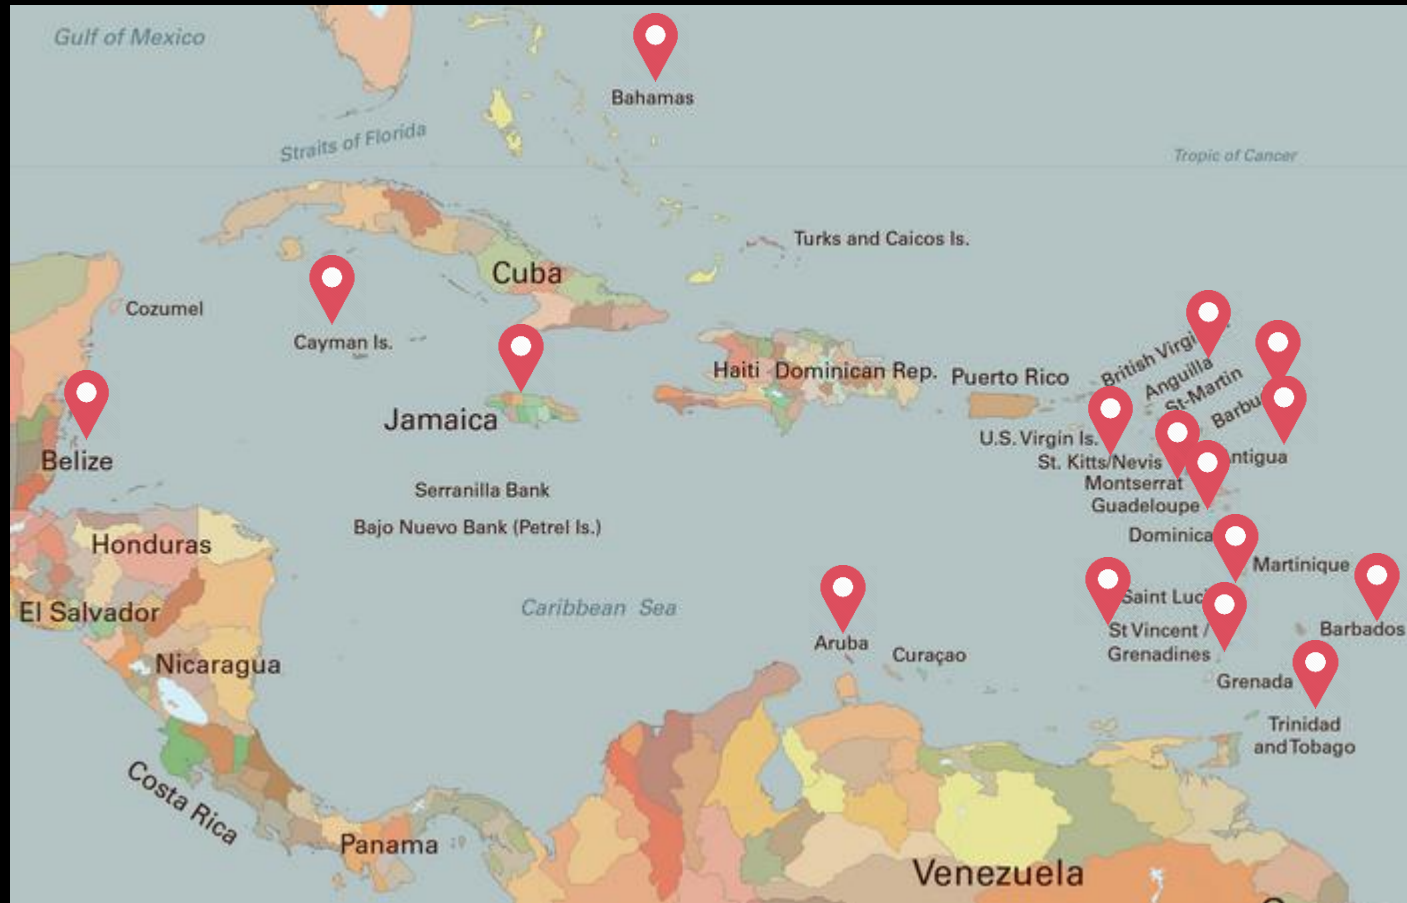 Gulf of Mexico
Bahamas
Straits of Florida
Tropic of Cancer
Turks and Caicos Is.
Cuba
Cozumel
Cayman Is.
Haiti
Dominican Rep.
Puerto Rico
British Virgi
Anguilla
St-Martin
Barbu
Jamaica
U.S. Virgin Is.
Belize
St. Kitts/Nevis
ntigua
Montserrat
Serranilla Bank
Guadeloupe
Bajo Nuevo Bank (Petrel Is.)
Dominica
Honduras
Martinique
Saint Luc
Caribbean Sea
El Salvador
St Vincent /
Grenadines
Barbados
Aruba
Curaçao
Nicaragua
Grenada
Trinidad
and Tobago
Costa Rica
Panama
Venezuela